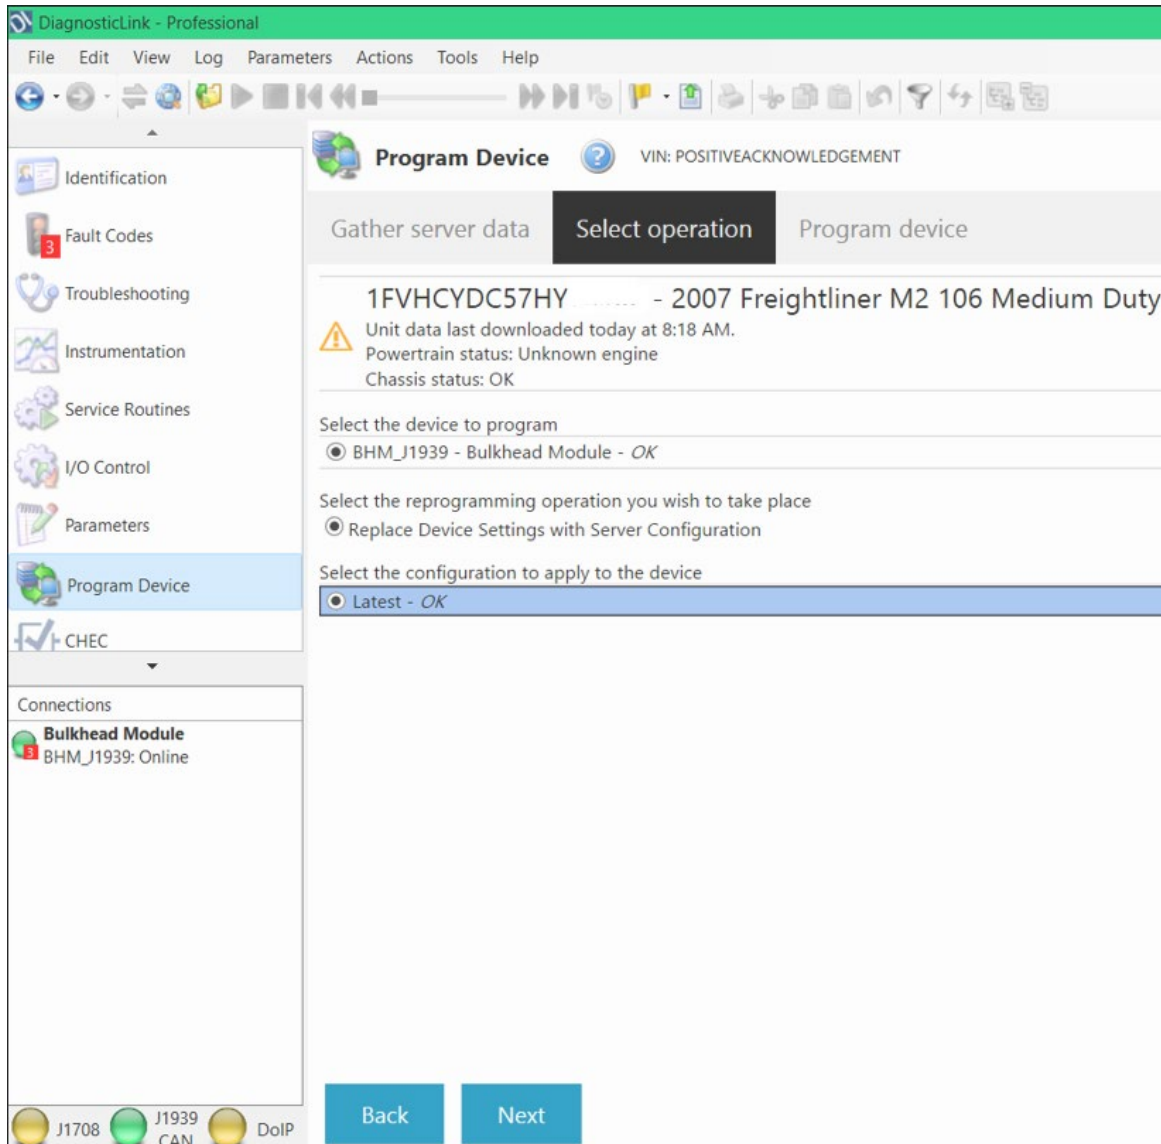 DiagnosticLink - Professional
File Edit View Log Parameters Actions Tools Help
Program Device ? VIN: POSITIVEACKNOWLEDGEMENT
Identification
3 Fault Codes
Troubleshooting
Instrumentation
Service Routines
I/O Control
Parameters
Program Device
CHEC
Gather server data Select operation Program device
1FVHCYDC57HY - 2007 Freightliner M2 106 Medium Duty
Unit data last downloaded today at 8:18 AM.
Powertrain status: Unknown engine
Chassis status: OK
Select the device to program
BHM_J1939 - Bulkhead Module - OK
Select the reprogramming operation you wish to take place
Replace Device Settings with Server Configuration
Select the configuration to apply to the device
Latest - OK
Connections
Bulkhead Module
3 BHM_J1939: Online
Back Next
J1708 J1939 CAN DoIP